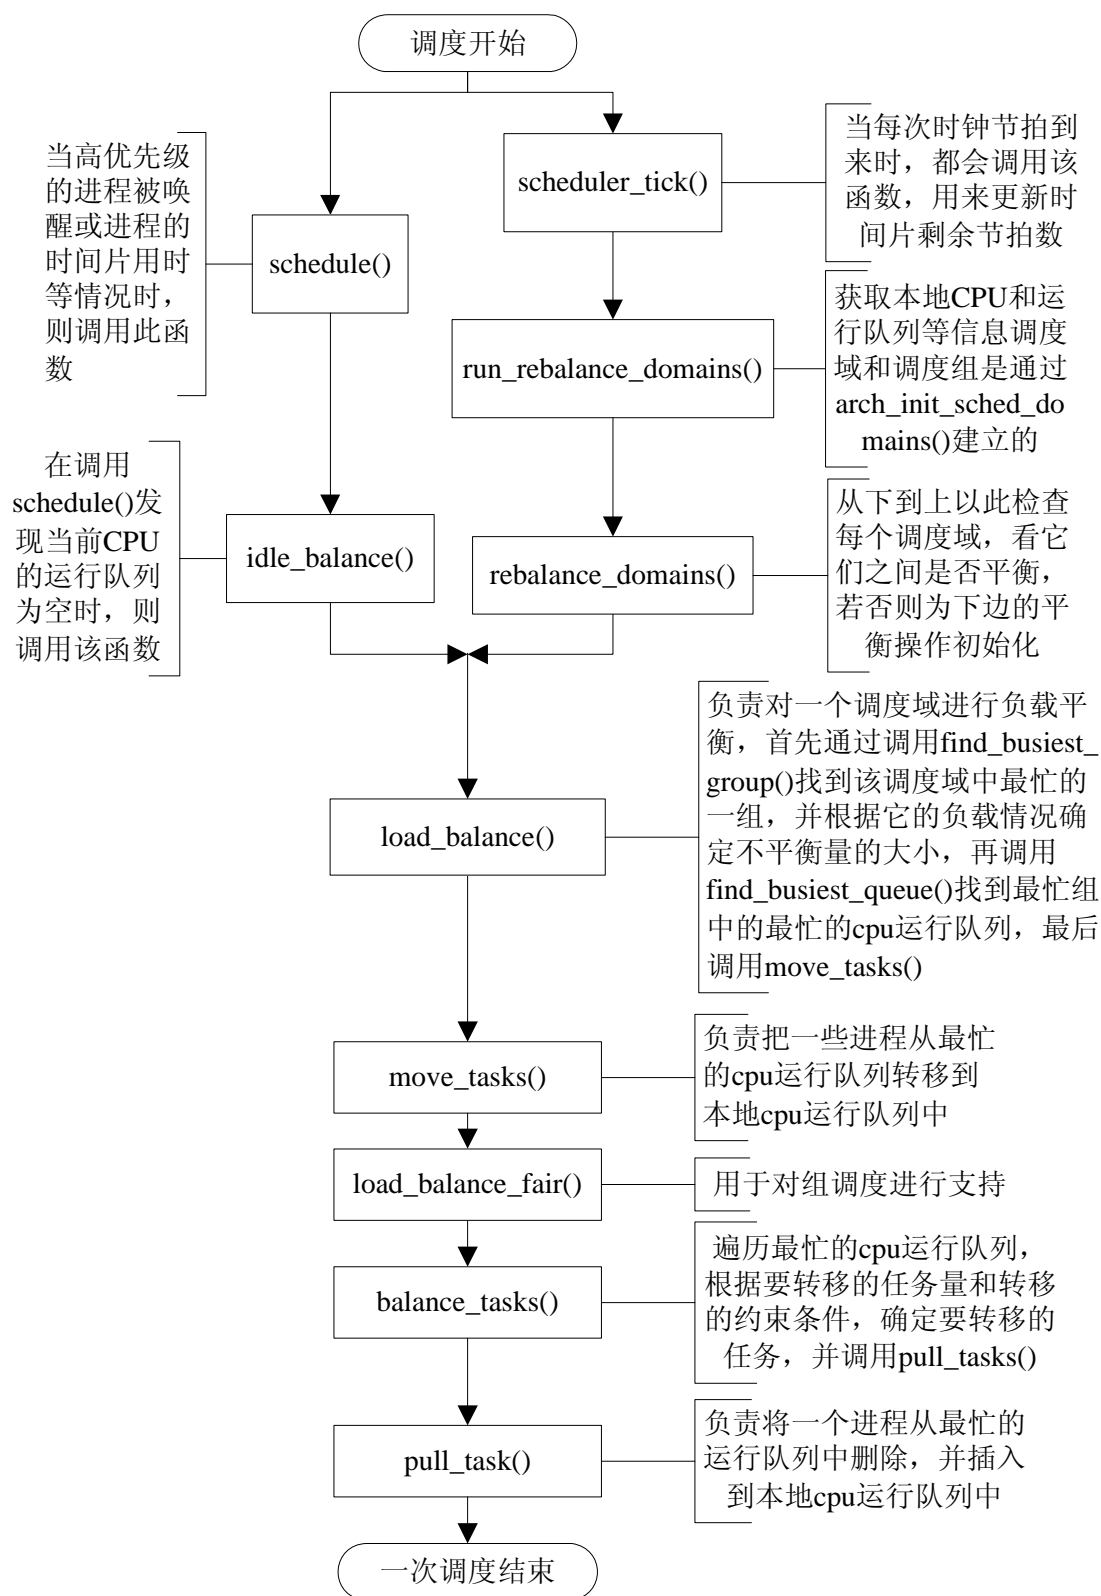 调度开始
当高优先级
的进程被唤
醒或进程的
时间片用时
等情况时，
则调用此函
数
schedule()
scheduler_tick()
当每次时钟节拍到
来时，都会调用该
函数，用来更新时
间片剩余节拍数
run_rebalance_domains()
获取本地CPU和运
行队列等信息调度
域和调度组是通过
arch_init_sched_do
mains()建立的
在调用
schedule()发
现当前CPU
的运行队列
为空时，则
调用该函数
idle_balance()
rebalance_domains()
从下到上以此检查
每个调度域，看它
们之间是否平衡，
若否则为下边的平
衡操作初始化
load_balance()
负责对一个调度域进行负载平
衡，首先通过调用find_busiest_
group()找到该调度域中最忙的
一组，并根据它的负载情况确
定不平衡量的大小，再调用
find_busiest_queue()找到最忙组
中的最忙的cpu运行队列，最后
调用move_tasks()
move_tasks()
负责把一些进程从最忙
的cpu运行队列转移到
本地cpu运行队列中
load_balance_fair()
用于对组调度进行支持
balance_tasks()
遍历最忙的cpu运行队列，
根据要转移的任务量和转移
的约束条件，确定要转移的
任务，并调用pull_tasks()
pull_task()
负责将一个进程从最忙的
运行队列中删除，并插入
到本地cpu运行队列中
一次调度结束